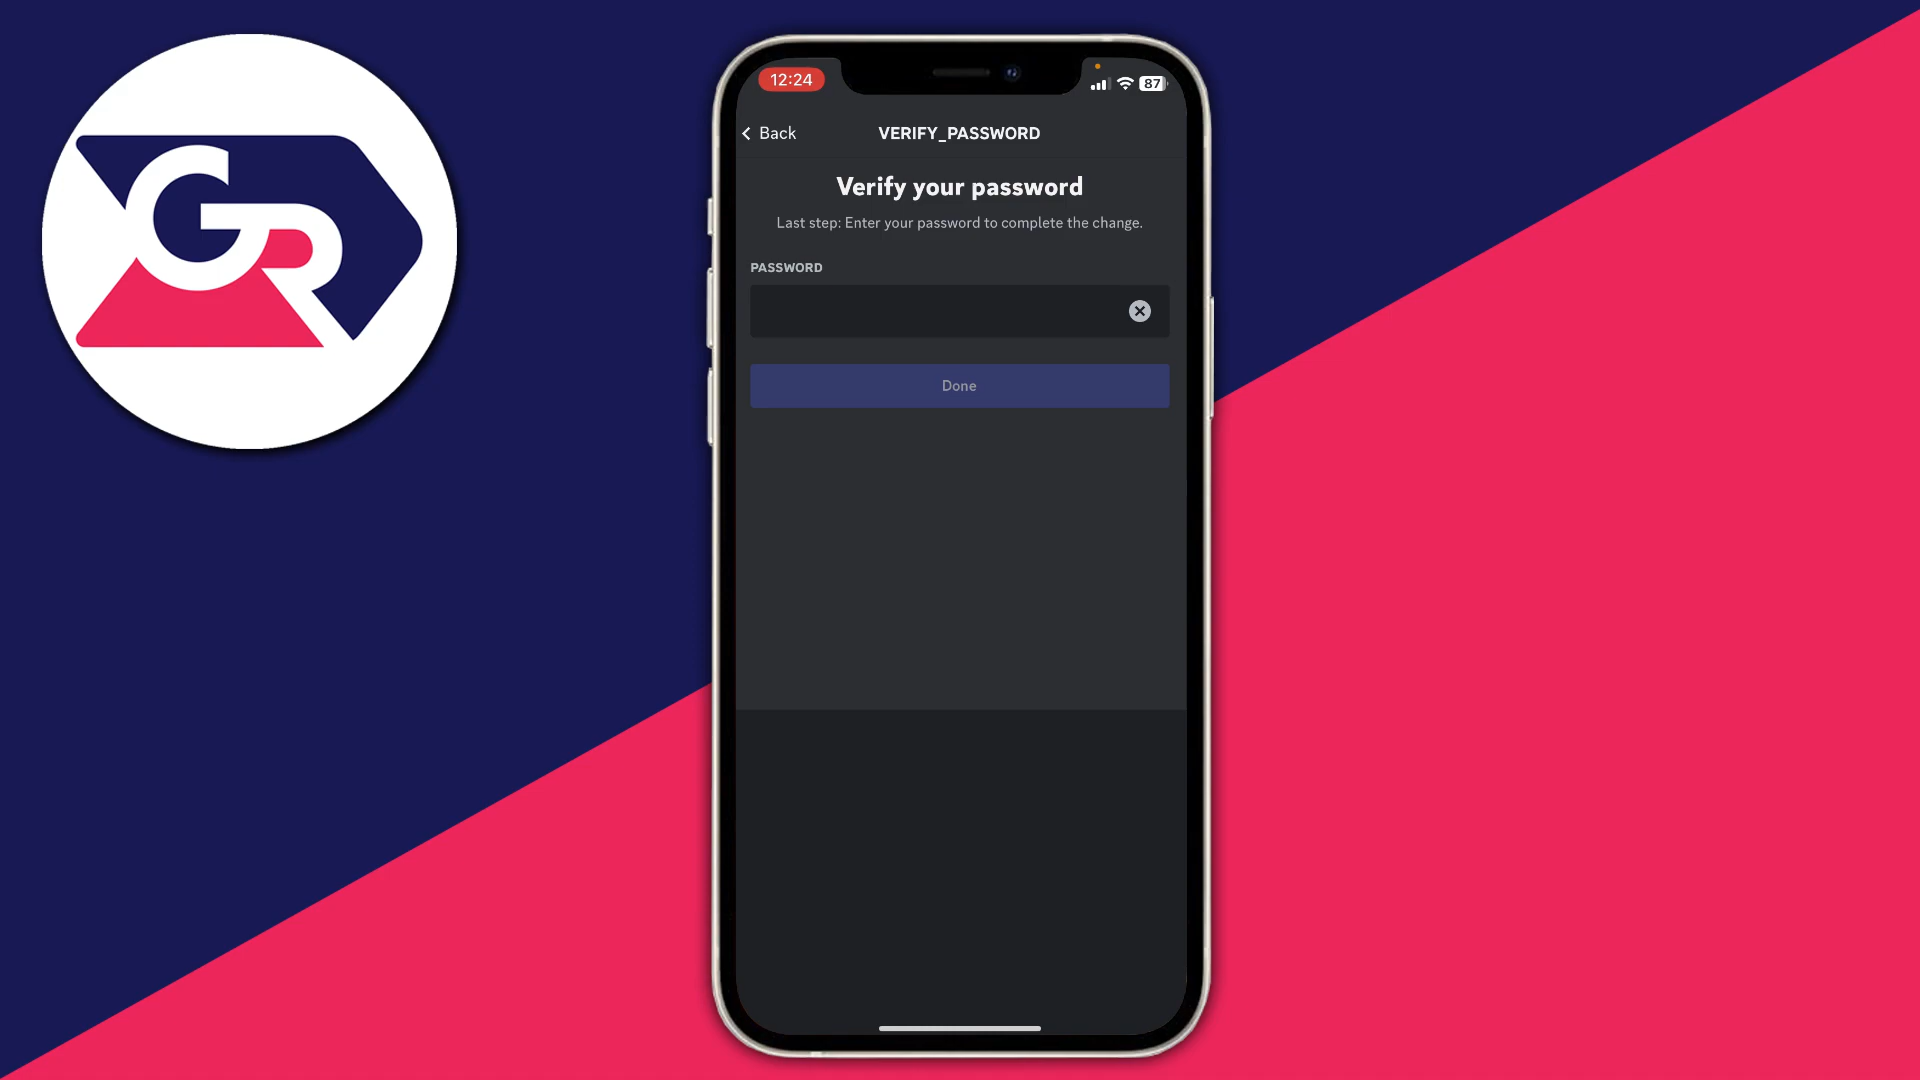 GR
12:24
87
Back
VERIFY_PASSWORD
Verify your password
Last step: Enter your password to complete the change.
PASSWORD
Done